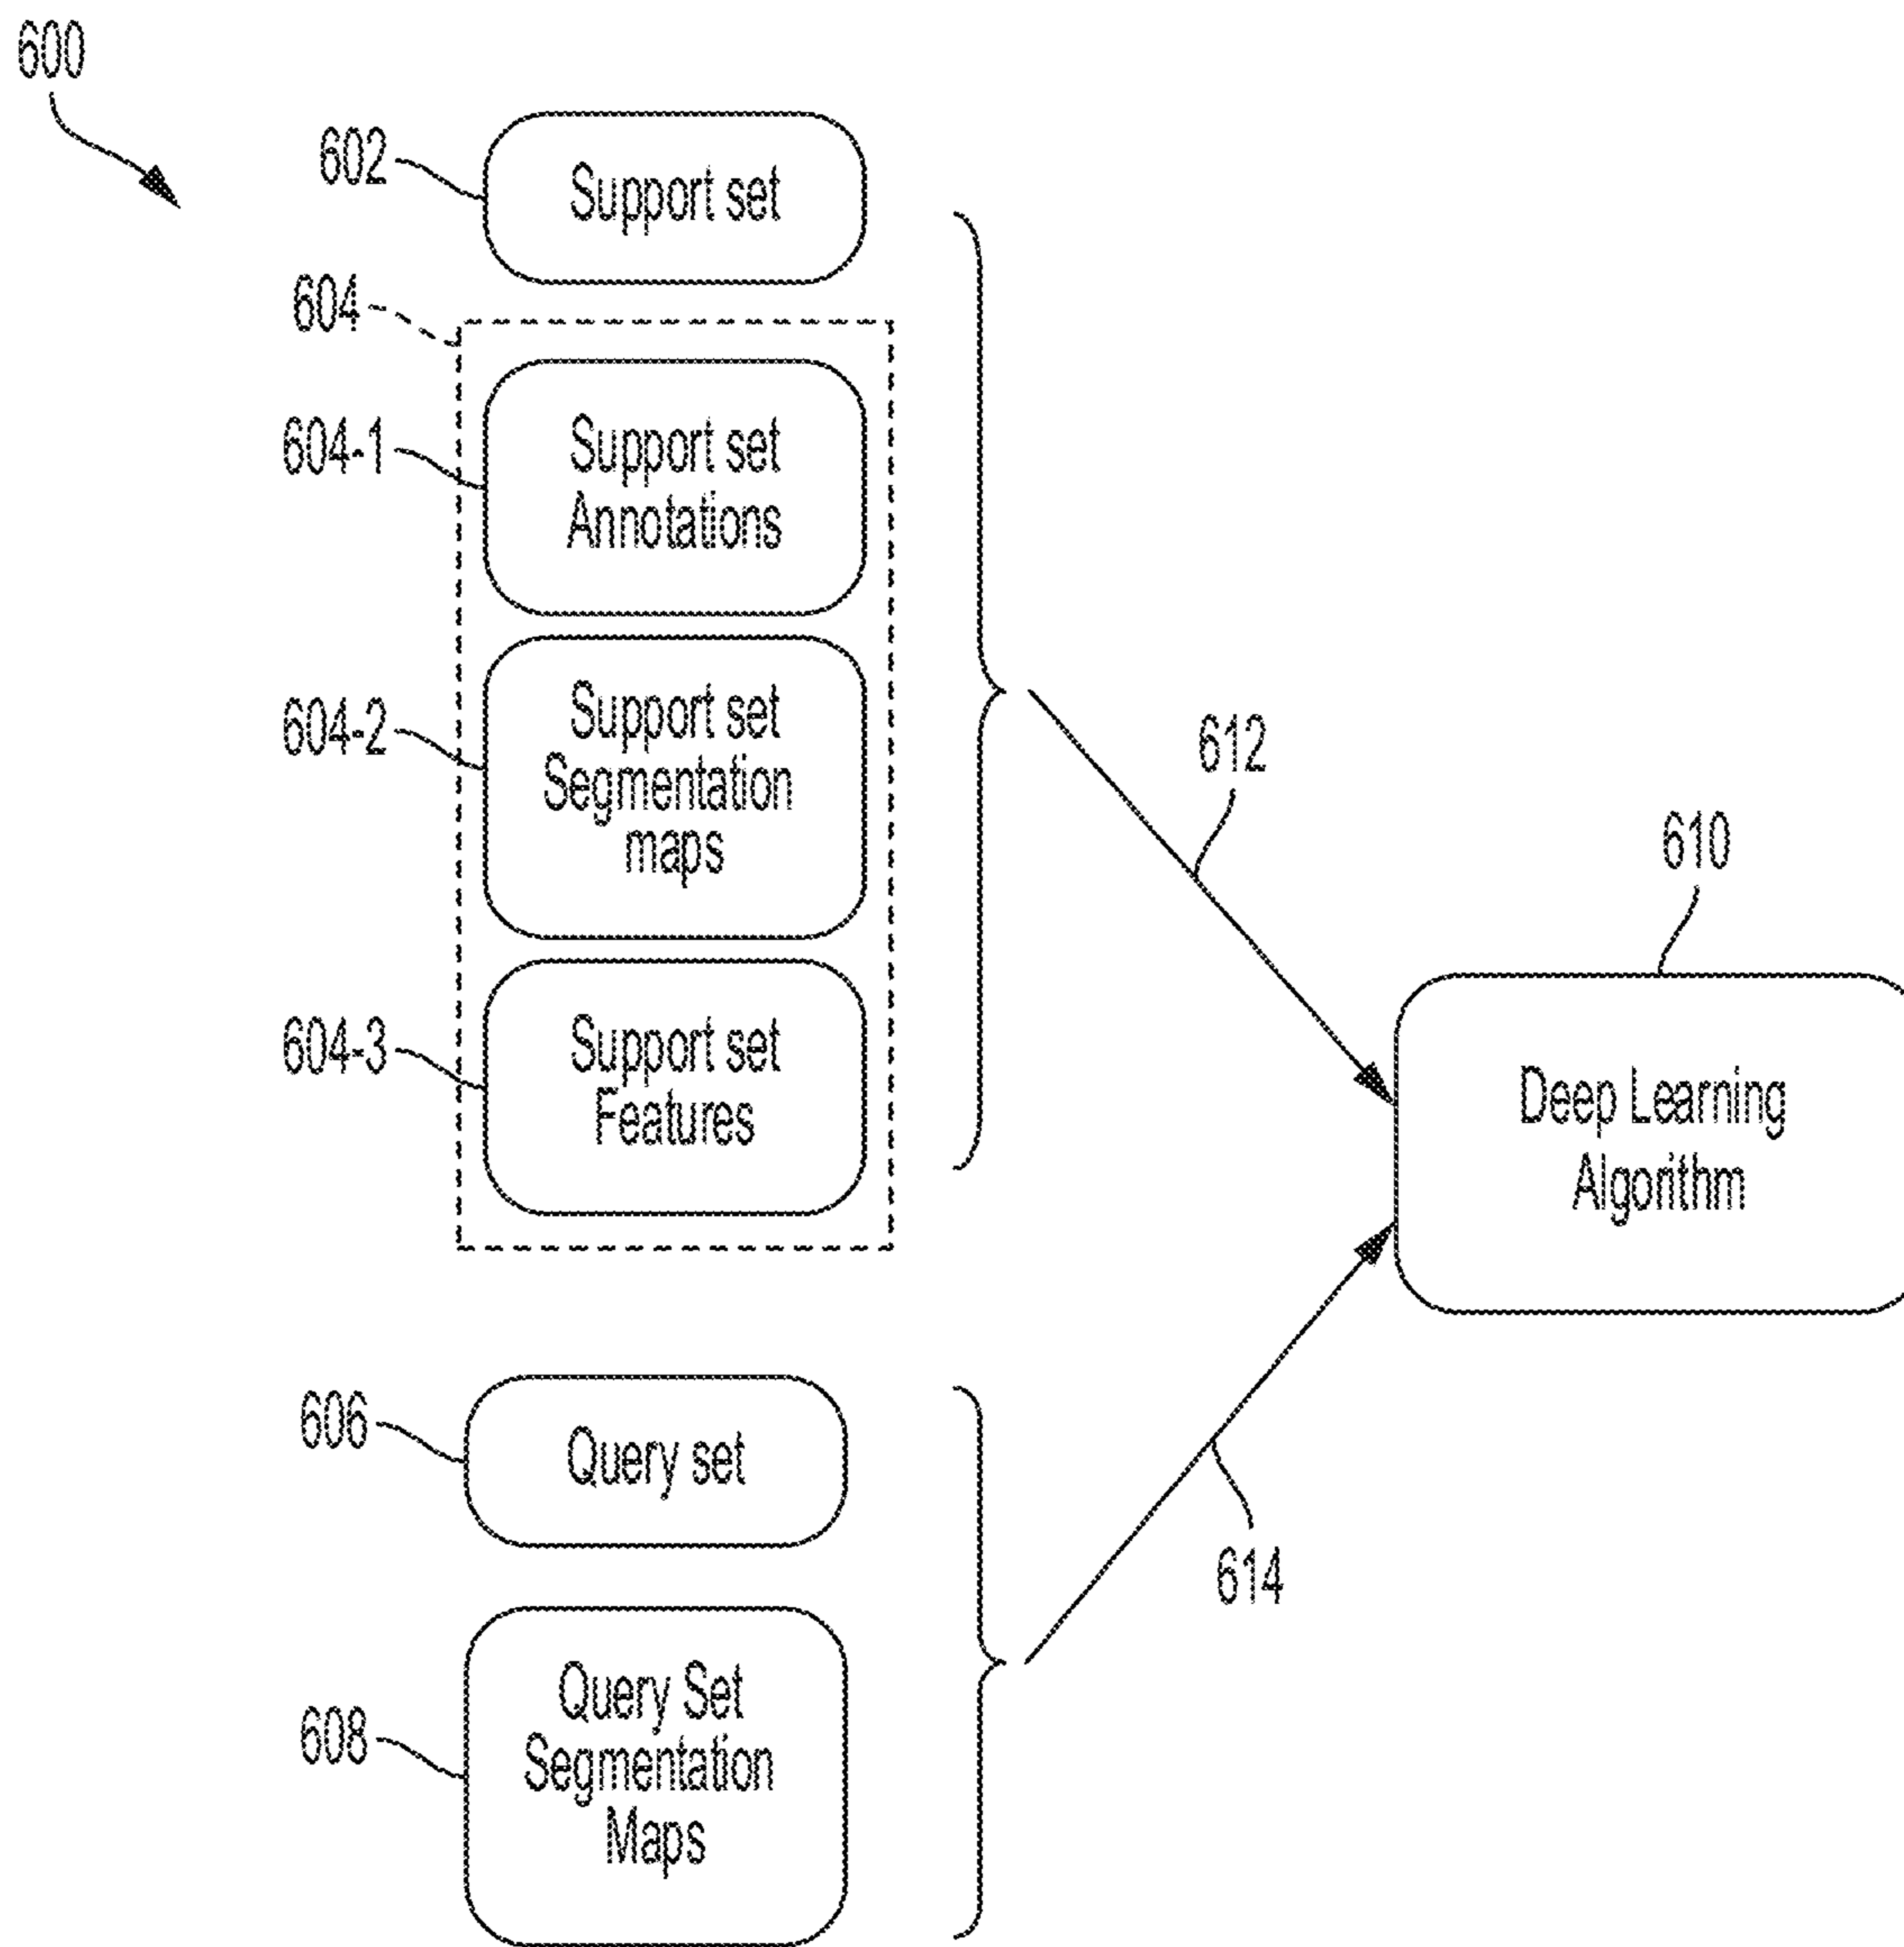 600
602
Support set
604
604-1
Support set
Annotations
604-2
Support set
Segmentation
maps
604-3
Support set
Features
612
610
Deep Learning
Algorithm
606
Query set
614
608
Query Set
Segmentation
Maps